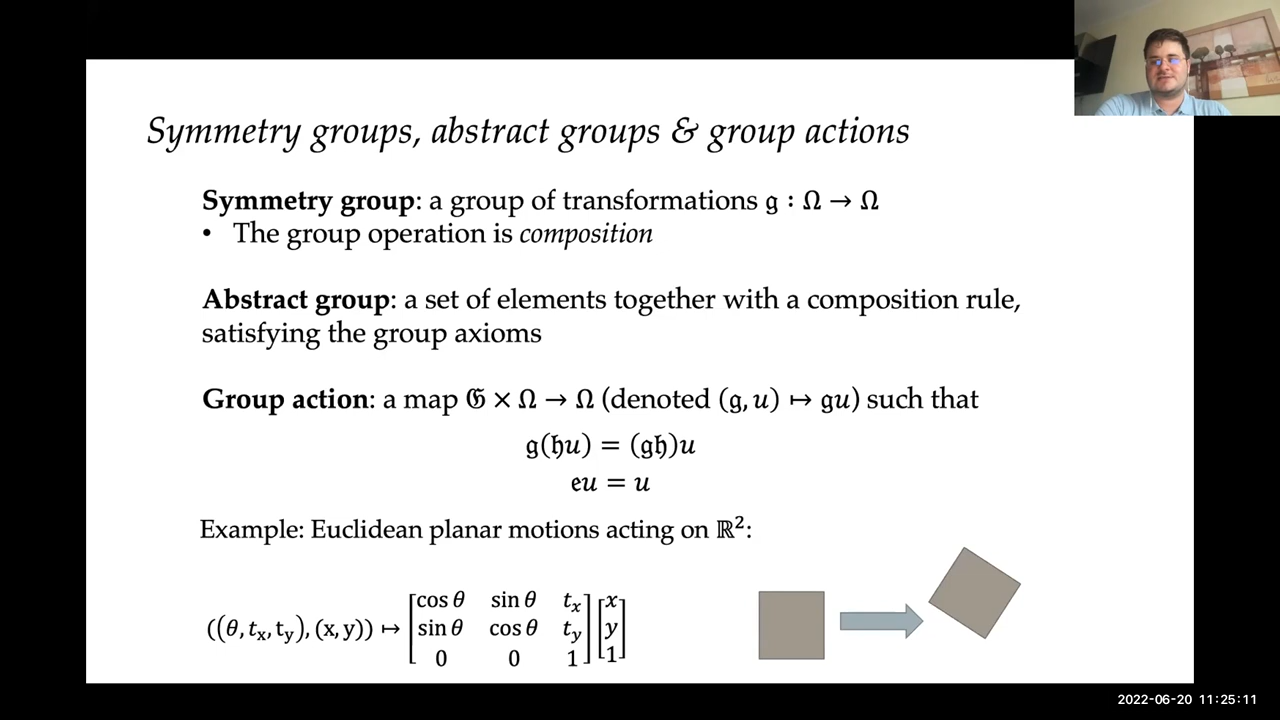 Symmetry groups, abstract groups & group actions
Symmetry group: a group of transformations 𝔤 : Ω → Ω
• The group operation is composition
Abstract group: a set of elements together with a composition rule,
satisfying the group axioms
Group action: a map 𝔊 × Ω → Ω (denoted (𝔤, u) ↦ 𝔤u) such that
𝔤(𝔥u) = (𝔤𝔥)u
𝔢u = u
Example: Euclidean planar motions acting on ℝ²:
((θ, tₓ, t_y), (x, y)) ↦ [cos θ sin θ tₓ] [x]
[sin θ cos θ t_y] [y]
[0 0 1] [1]
2022-06-20 11:25:11